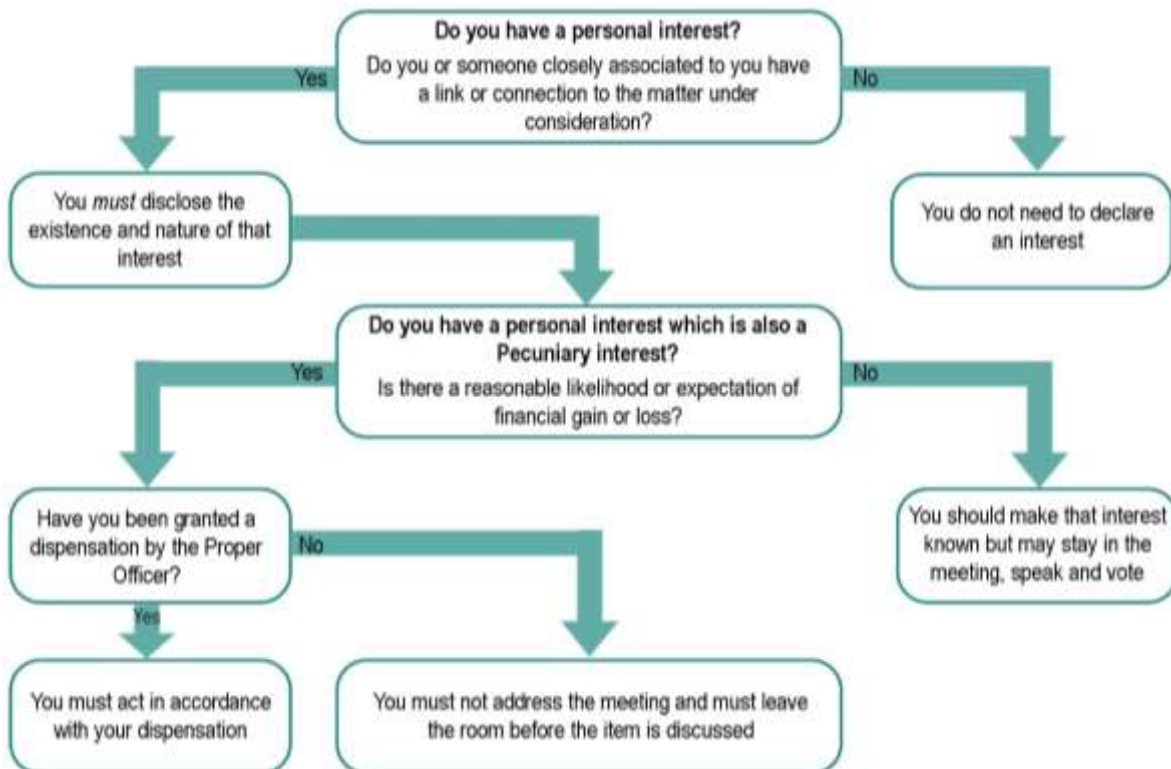 Do you have a personal interest?
Do you or someone closely associated to you have
a link or connection to the matter under
consideration?
Yes
No
You must disclose the
existence and nature of that
interest
You do not need to declare
an interest
Do you have a personal interest which is also a
Pecuniary interest?
Is there a reasonable likelihood or expectation of
financial gain or loss?
Yes
No
Have you been granted a
dispensation by the Proper
Officer?
No
You should make that interest
known but may stay in the
meeting, speak and vote
Yes
You must act in accordance
with your dispensation
You must not address the meeting and must leave
the room before the item is discussed